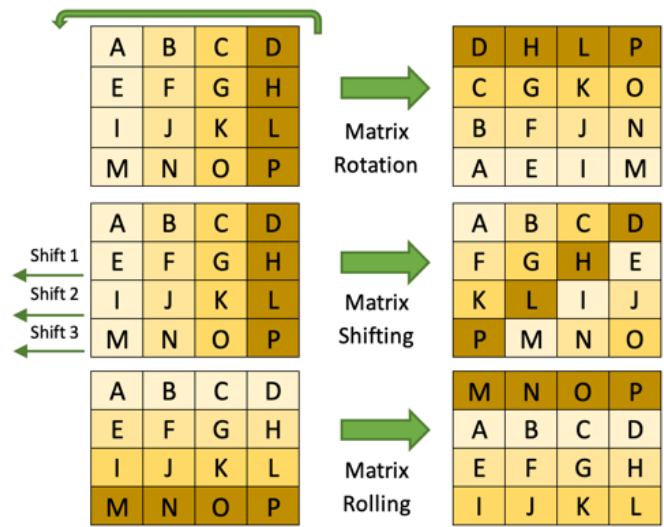 A B C D
E F G H
I J K L
M N O P
Matrix
Rotation
D H L P
C G K O
B F J N
A E I M
Shift 1
Shift 2
Shift 3
A B C D
E F G H
I J K L
M N O P
Matrix
Shifting
A B C D
F G H E
K L I J
P M N O
A B C D
E F G H
I J K L
M N O P
Matrix
Rolling
M N O P
A B C D
E F G H
I J K L